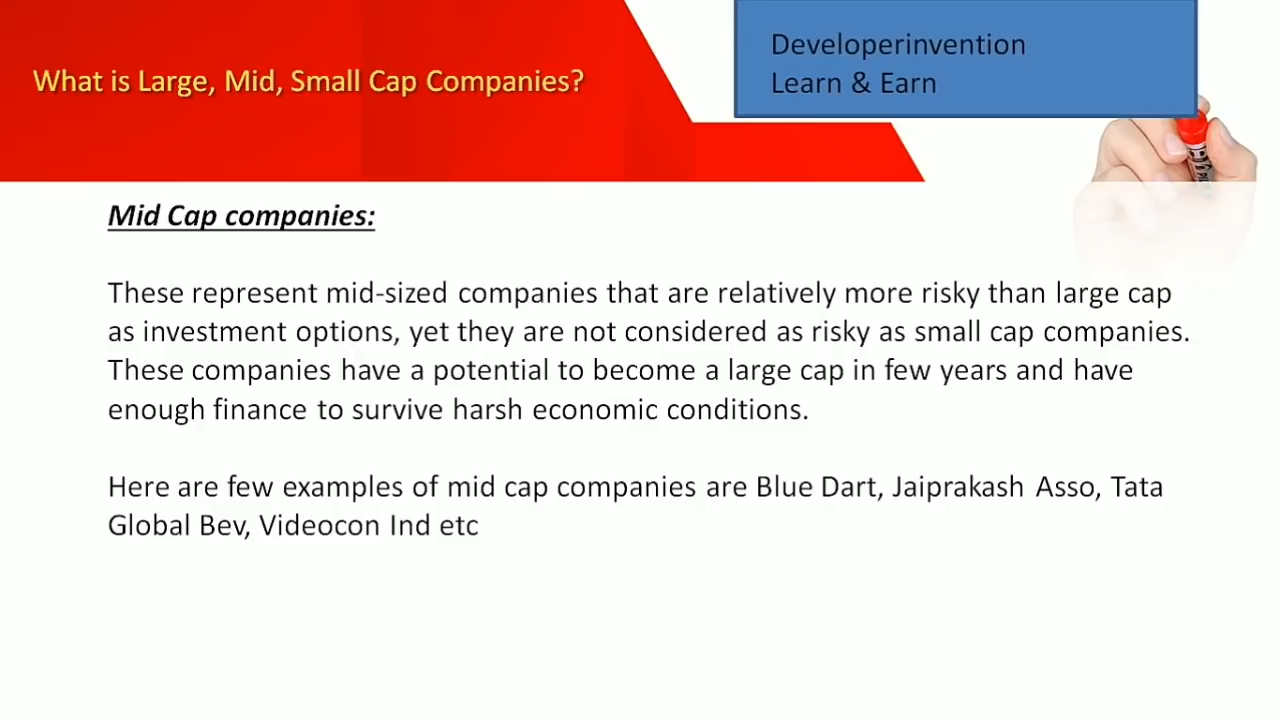 What is Large, Mid, Small Cap Companies?
Developerinvention
Learn & Earn
Mid Cap companies:
These represent mid-sized companies that are relatively more risky than large cap
as investment options, yet they are not considered as risky as small cap companies.
These companies have a potential to become a large cap in few years and have
enough finance to survive harsh economic conditions.
Here are few examples of mid cap companies are Blue Dart, Jaiprakash Asso, Tata
Global Bev, Videocon Ind etc